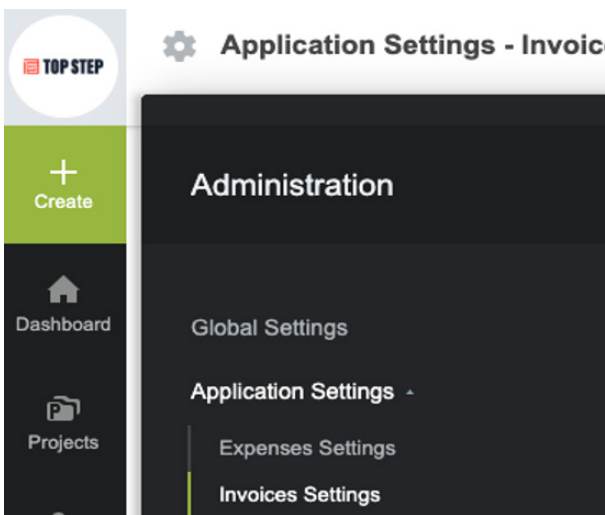 TOP STEP
Application Settings - Invoic
Create
Administration
Dashboard
Global Settings
Application Settings
Projects
Expenses Settings
Invoices Settings